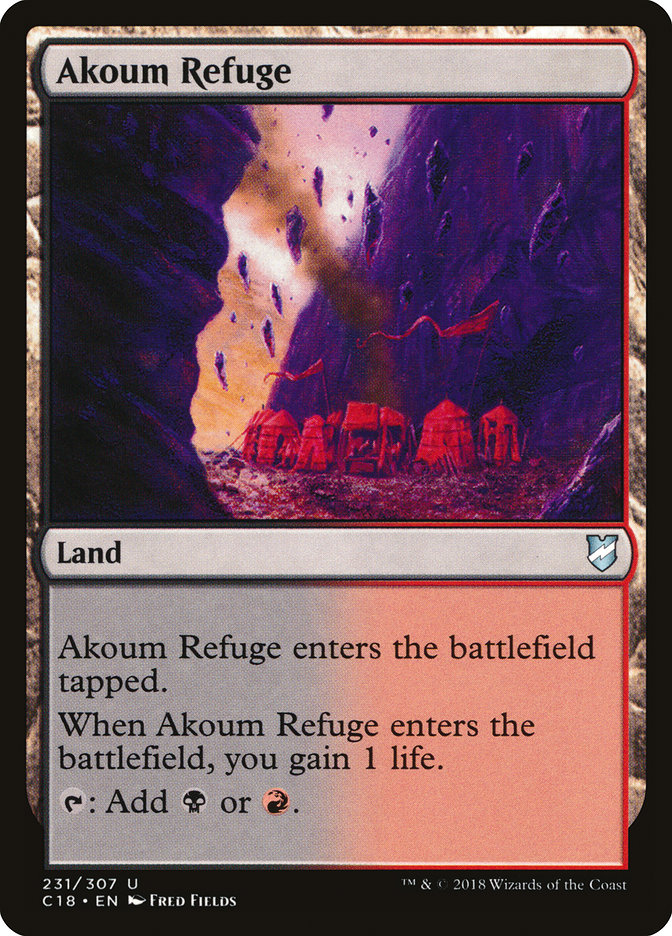 Akoum Refuge
Land
Akoum Refuge enters the battlefield
tapped.
When Akoum Refuge enters the
battlefield, you gain 1 life.
: Add or .
231/307 U
C18 • EN Fred Fields
™ & © 2018 Wizards of the Coast